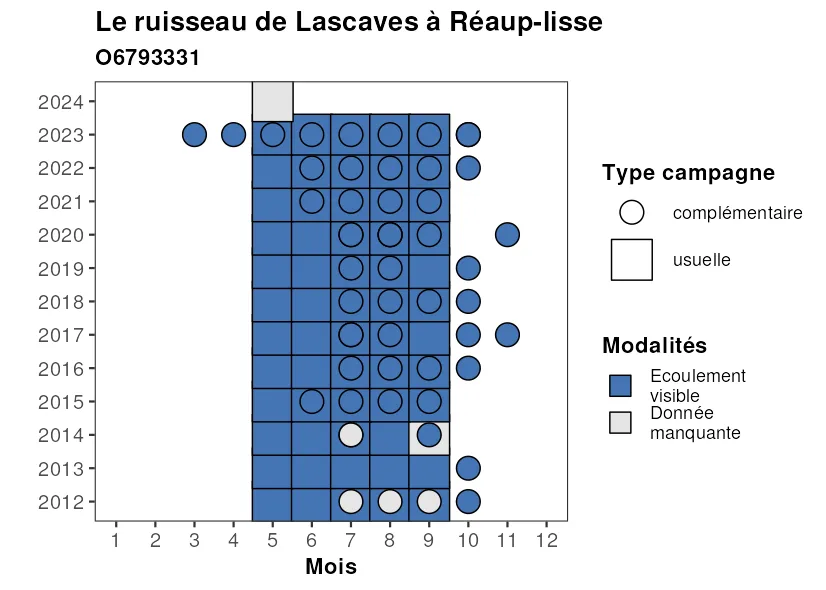 Le ruisseau de Lascaves à Réaup-lisse
O6793331
2024
2023
2022
2021
2020
2019
2018
2017
2016
2015
2014
2013
2012
1 2 3 4 5 6 7 8 9 10 11 12
Mois
Type campagne
complémentaire
usuelle
Modalités
Ecoulement
visible
Donnée
manquante